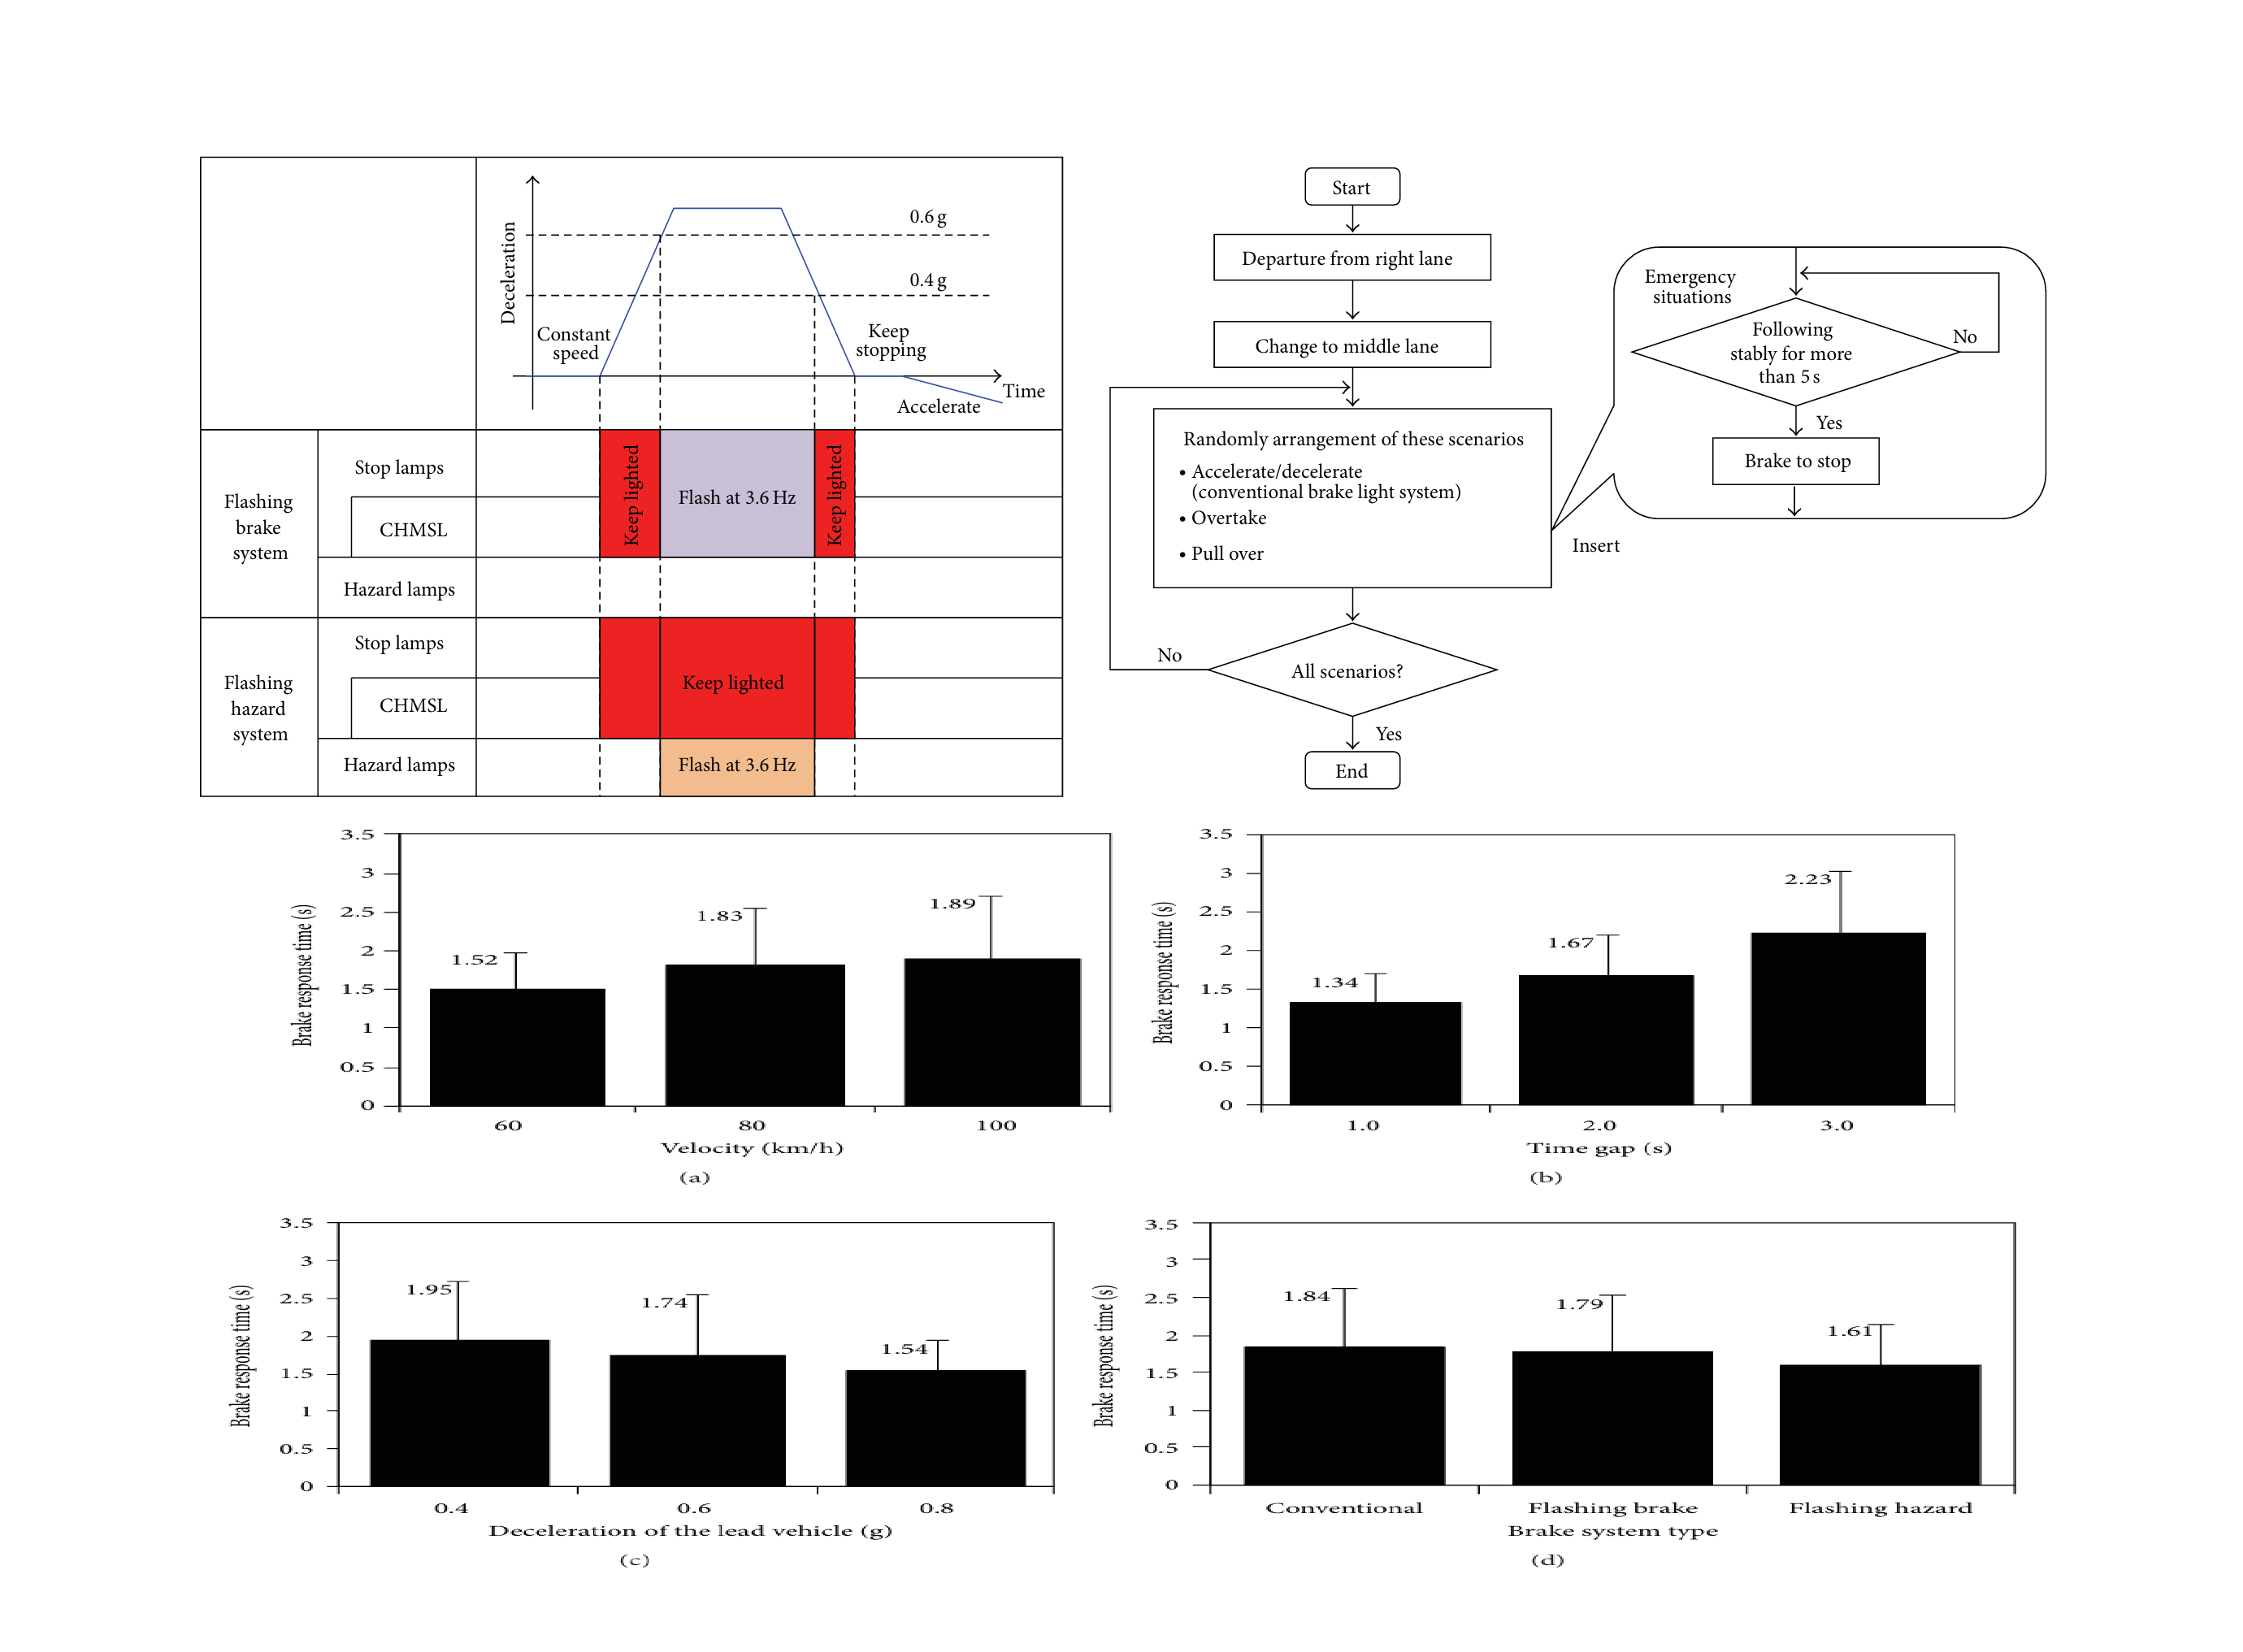 Deceleration
0.6 g
0.4 g
Constant
speed
Keep
stopping
Time
Accelerate
Flashing
brake
system
Stop lamps
CHMSL
Hazard lamps
Keep lighted
Flash at 3.6 Hz
Keep lighted
Flashing
hazard
system
Stop lamps
CHMSL
Hazard lamps
Keep lighted
Flash at 3.6 Hz
Start
Departure from right lane
Change to middle lane
Randomly arrangement of these scenarios
• Accelerate/decelerate
(conventional brake light system)
• Overtake
• Pull over
All scenarios?
No
Yes
End
Insert
Emergency
situations
Following
stably for more
than 5 s
No
Yes
Brake to stop
Brake response time (s)
3.5
3
2.5
2
1.5
1
0.5
0
1.52
1.83
1.89
60
80
100
Velocity (km/h)
(a)
Brake response time (s)
3.5
3
2.5
2
1.5
1
0.5
0
1.34
1.67
2.23
1.0
2.0
3.0
Time gap (s)
(b)
Brake response time (s)
3.5
3
2.5
2
1.5
1
0.5
0
1.95
1.74
1.54
0.4
0.6
0.8
Deceleration of the lead vehicle (g)
(c)
Brake response time (s)
3.5
3
2.5
2
1.5
1
0.5
0
1.84
1.79
1.61
Conventional
Flashing brake
Flashing hazard
Brake system type
(d)